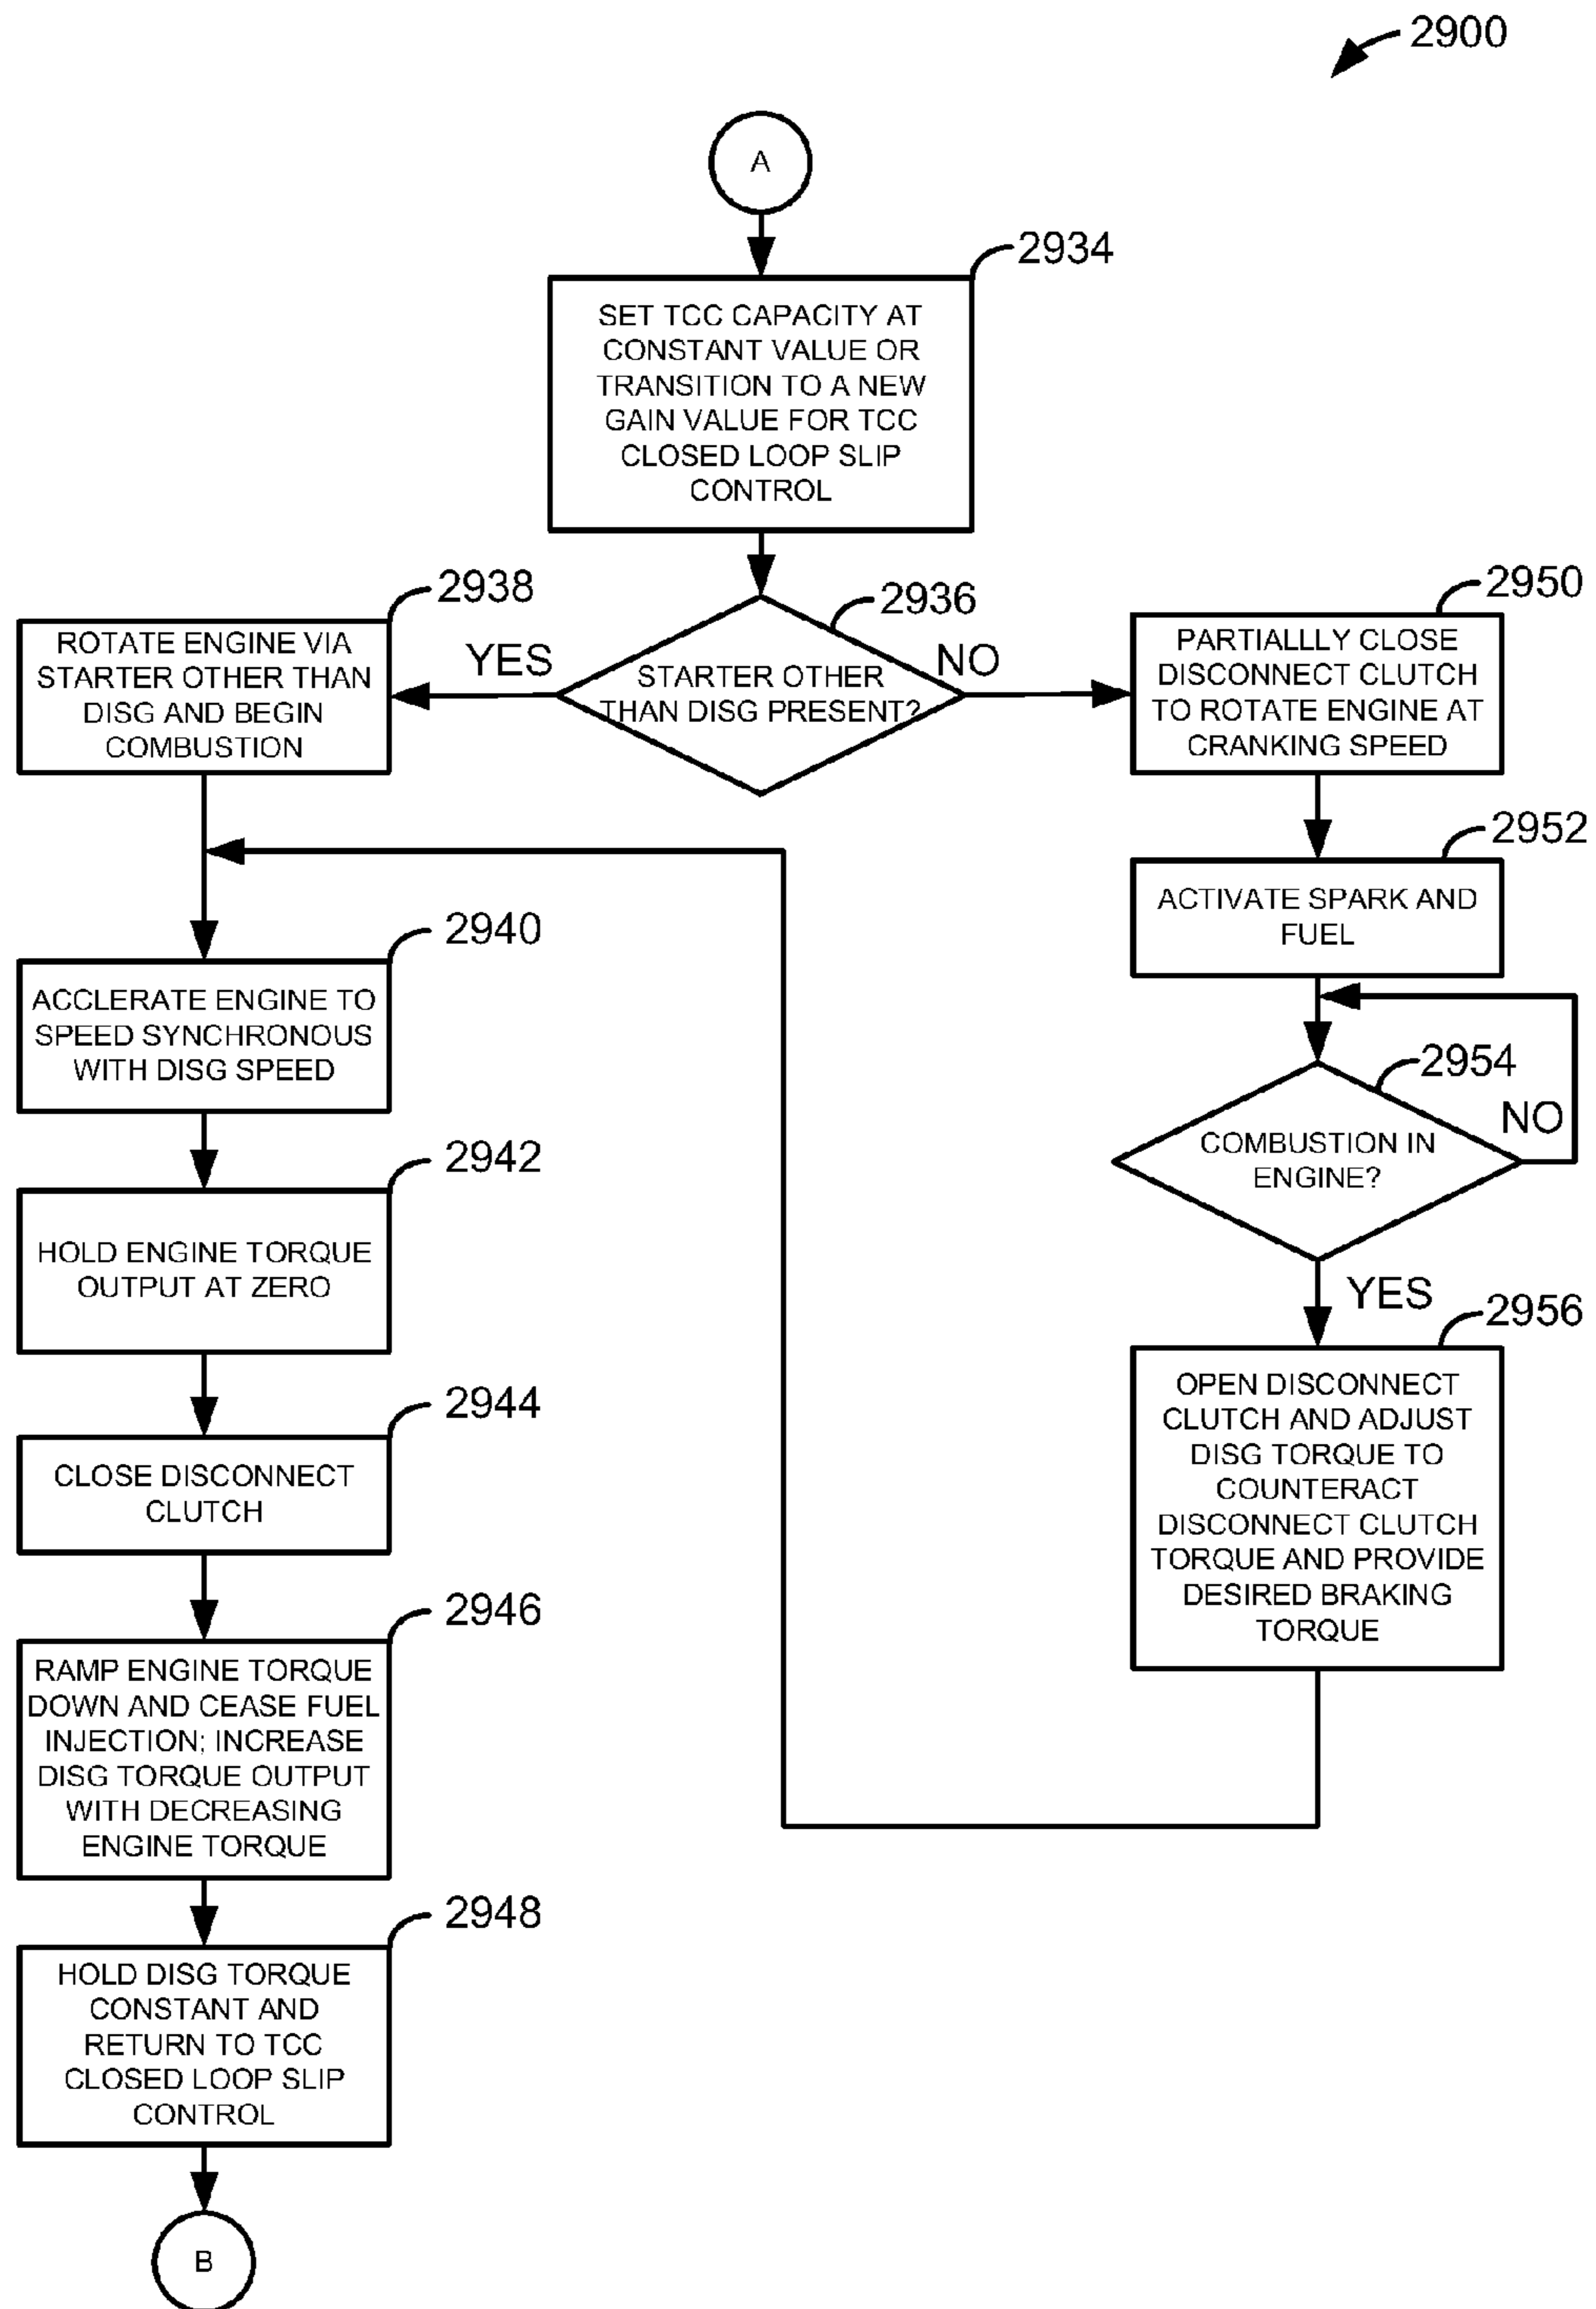 2900
A
2934
SET TCC CAPACITY AT
CONSTANT VALUE OR
TRANSITION TO A NEW
GAIN VALUE FOR TCC
CLOSED LOOP SLIP
CONTROL
2936
STARTER OTHER
THAN DISG PRESENT?
YES
NO
2938
ROTATE ENGINE VIA
STARTER OTHER THAN
DISG AND BEGIN
COMBUSTION
2940
ACCLERATE ENGINE TO
SPEED SYNCHRONOUS
WITH DISG SPEED
2942
HOLD ENGINE TORQUE
OUTPUT AT ZERO
2944
CLOSE DISCONNECT
CLUTCH
2946
RAMP ENGINE TORQUE
DOWN AND CEASE FUEL
INJECTION; INCREASE
DISG TORQUE OUTPUT
WITH DECREASING
ENGINE TORQUE
2948
HOLD DISG TORQUE
CONSTANT AND
RETURN TO TCC
CLOSED LOOP SLIP
CONTROL
B
2950
PARTIALLLY CLOSE
DISCONNECT CLUTCH
TO ROTATE ENGINE AT
CRANKING SPEED
2952
ACTIVATE SPARK AND
FUEL
2954
COMBUSTION IN
ENGINE?
NO
YES
2956
OPEN DISCONNECT
CLUTCH AND ADJUST
DISG TORQUE TO
COUNTERACT
DISCONNECT CLUTCH
TORQUE AND PROVIDE
DESIRED BRAKING
TORQUE